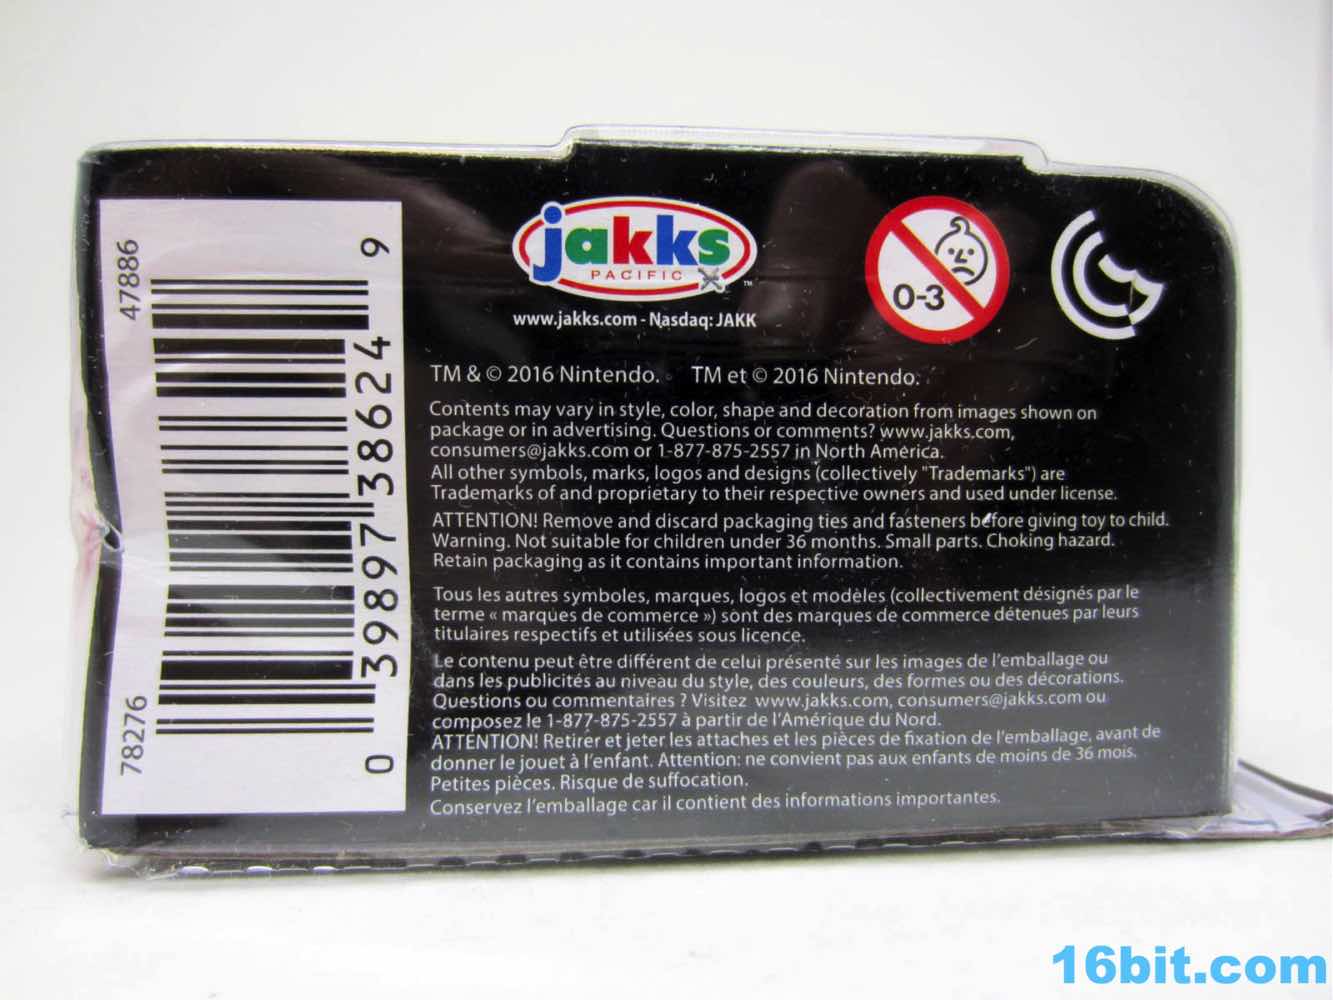 47886
9
0 39897 38624
78276
jakks
PACIFIC
™
www.jakks.com - Nasdaq: JAKK
0-3
TM & © 2016 Nintendo. TM et © 2016 Nintendo.
Contents may vary in style, color, shape and decoration from images shown on
package or in advertising. Questions or comments? www.jakks.com,
consumers@jakks.com or 1-877-875-2557 in North America.
All other symbols, marks, logos and designs (collectively "Trademarks") are
Trademarks of and proprietary to their respective owners and used under license.
ATTENTION! Remove and discard packaging ties and fasteners before giving toy to child.
Warning. Not suitable for children under 36 months. Small parts. Choking hazard.
Retain packaging as it contains important information.
Tous les autres symboles, marques, logos et modèles (collectivement désignés par le
terme « marques de commerce ») sont des marques de commerce détenues par leurs
titulaires respectifs et utilisées sous licence.
Le contenu peut être différent de celui présenté sur les images de l'emballage ou
dans les publicités au niveau du style, des couleurs, des formes ou des décorations.
Questions ou commentaires ? Visitez www.jakks.com, consumers@jakks.com ou
composez le 1-877-875-2557 à partir de l'Amérique du Nord.
ATTENTION! Retirer et jeter les attaches et les pièces de fixation de l'emballage, avant de
donner le jouet à l'enfant. Attention: ne convient pas aux enfants de moins de 36 mois.
Petites pièces. Risque de suffocation.
Conservez l'emballage car il contient des informations importantes.
16bit.com